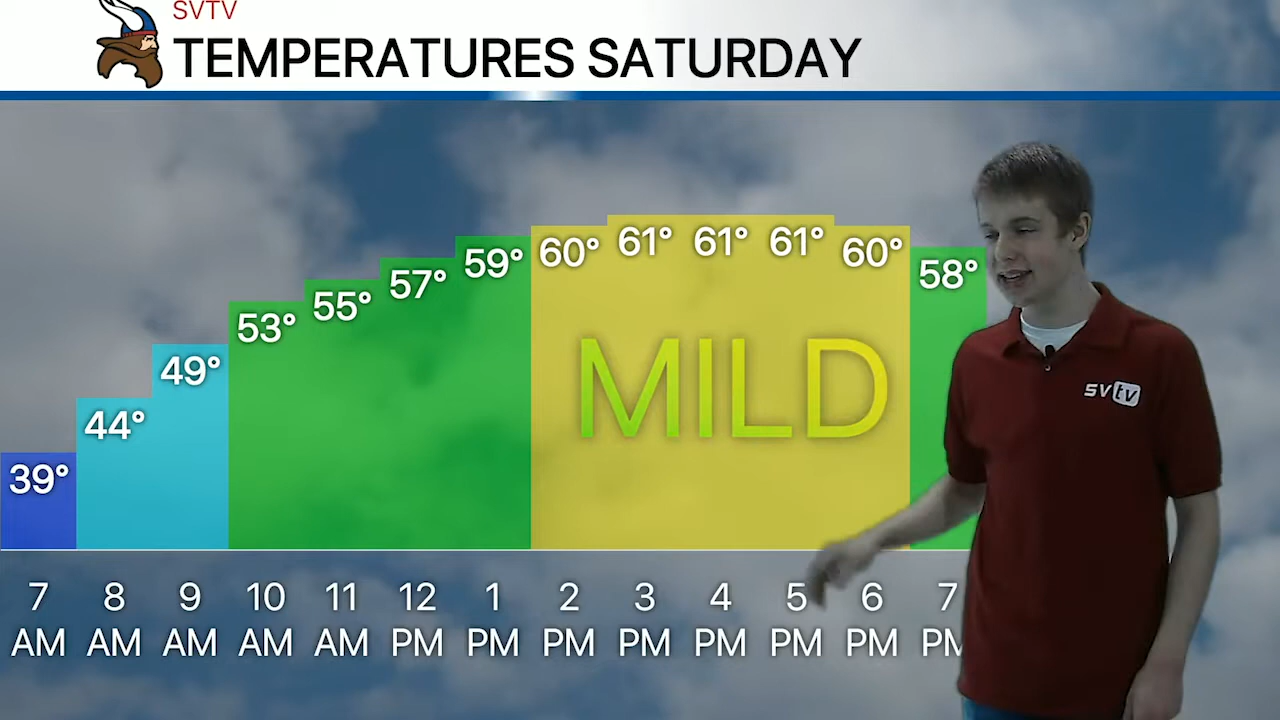 SVTV
TEMPERATURES SATURDAY
39° 44° 49° 53° 55° 57° 59° 60° 61° 61° 61° 60° 58°
MILD
7 8 9 10 11 12 1 2 3 4 5 6 7
AM AM AM AM AM PM PM PM PM PM PM PM PM
SVtv